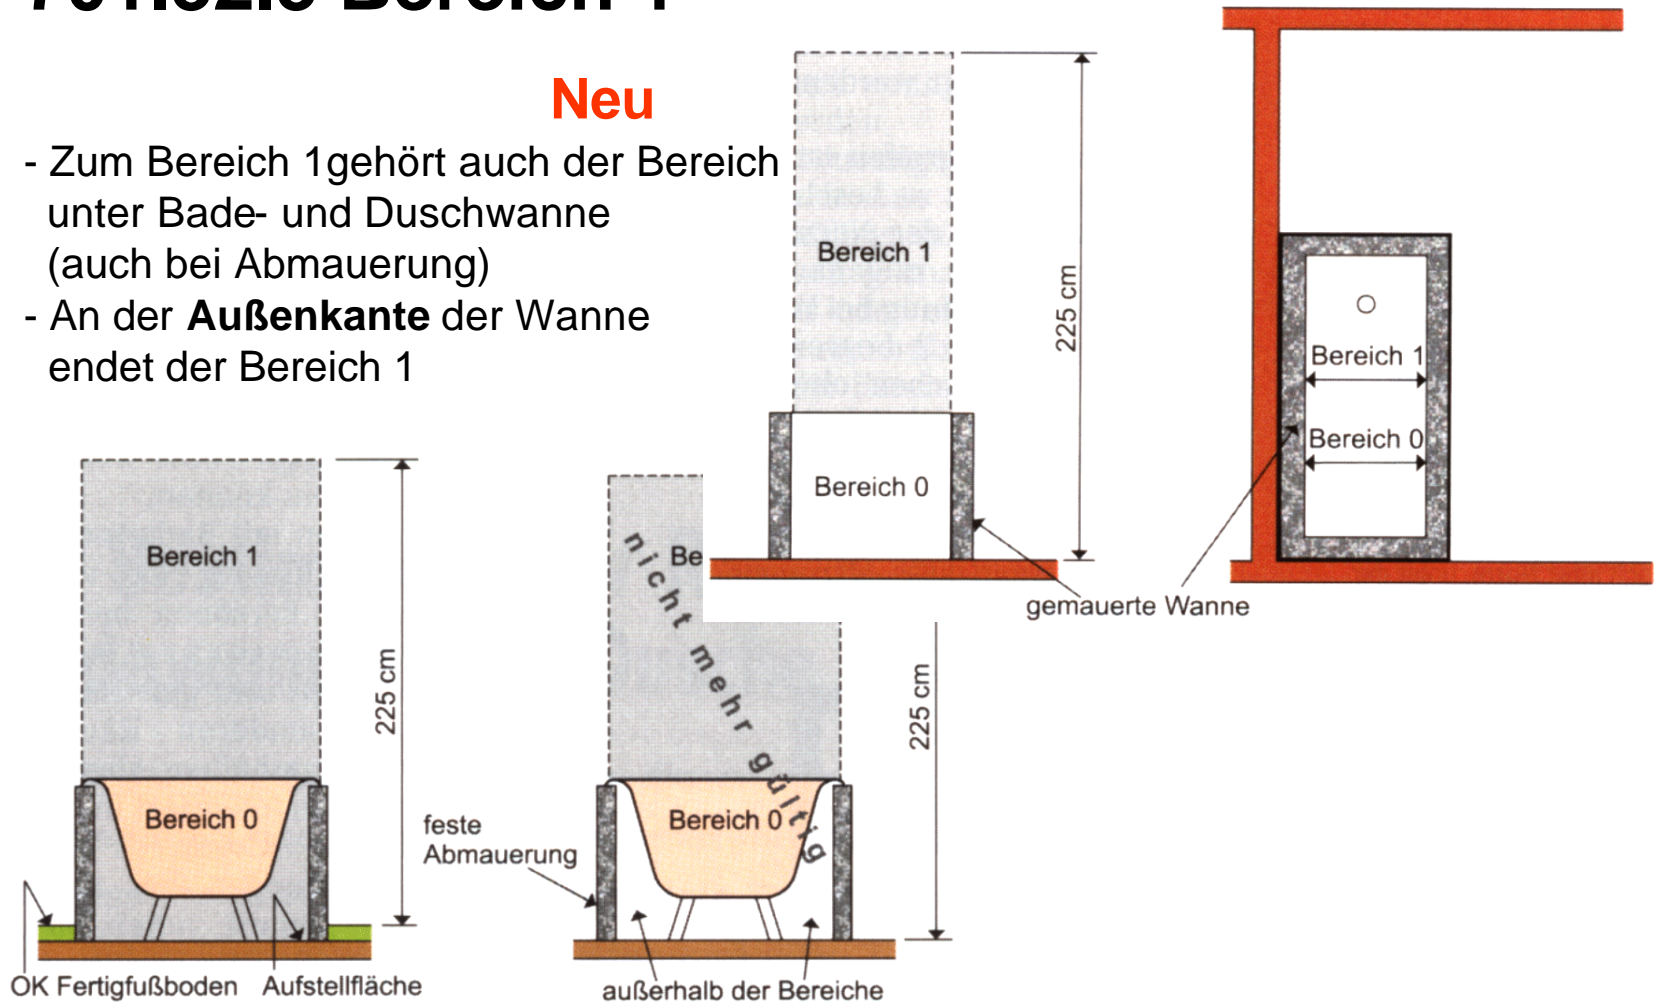 Neu
- Zum Bereich 1gehört auch der Bereich
unter Bade- und Duschwanne
(auch bei Abmauerung)
- An der Außenkante der Wanne
endet der Bereich 1
Bereich 1
225 cm
Bereich 0
gemauerte Wanne
Bereich 1
Bereich 0
Bereich 1
225 cm
Bereich 0
OK Fertigfußboden
Aufstellfläche
nicht mehr gültig
225 cm
Bereich 0
feste
Abmauerung
außerhalb der Bereiche